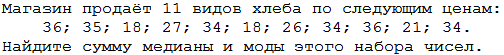 Магазин продаёт 11 видов хлеба по следующим ценам:
36; 35; 18; 27; 34; 18; 26; 34; 36; 21; 34.
Найдите сумму медианы и моды этого набора чисел.